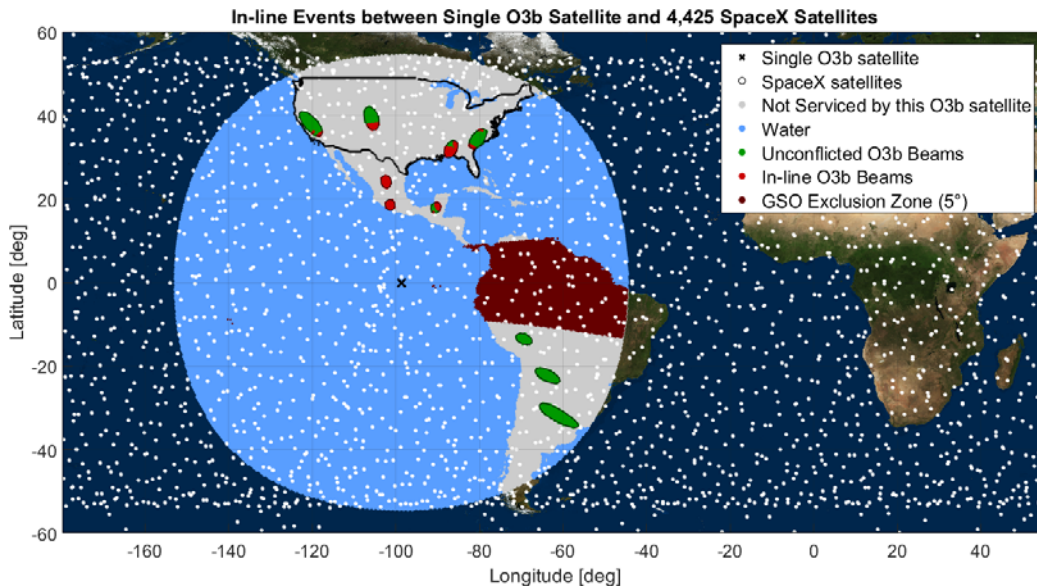 In-line Events between Single O3b Satellite and 4,425 SpaceX Satellites
Single O3b satellite
SpaceX satellites
Not Serviced by this O3b satellite
Water
Unconflicted O3b Beams
In-line O3b Beams
GSO Exclusion Zone (5°)
Latitude [deg]
60
40
20
0
-20
-40
-60
-160
-140
-120
-100
-80
-60
-40
-20
0
20
40
Longitude [deg]